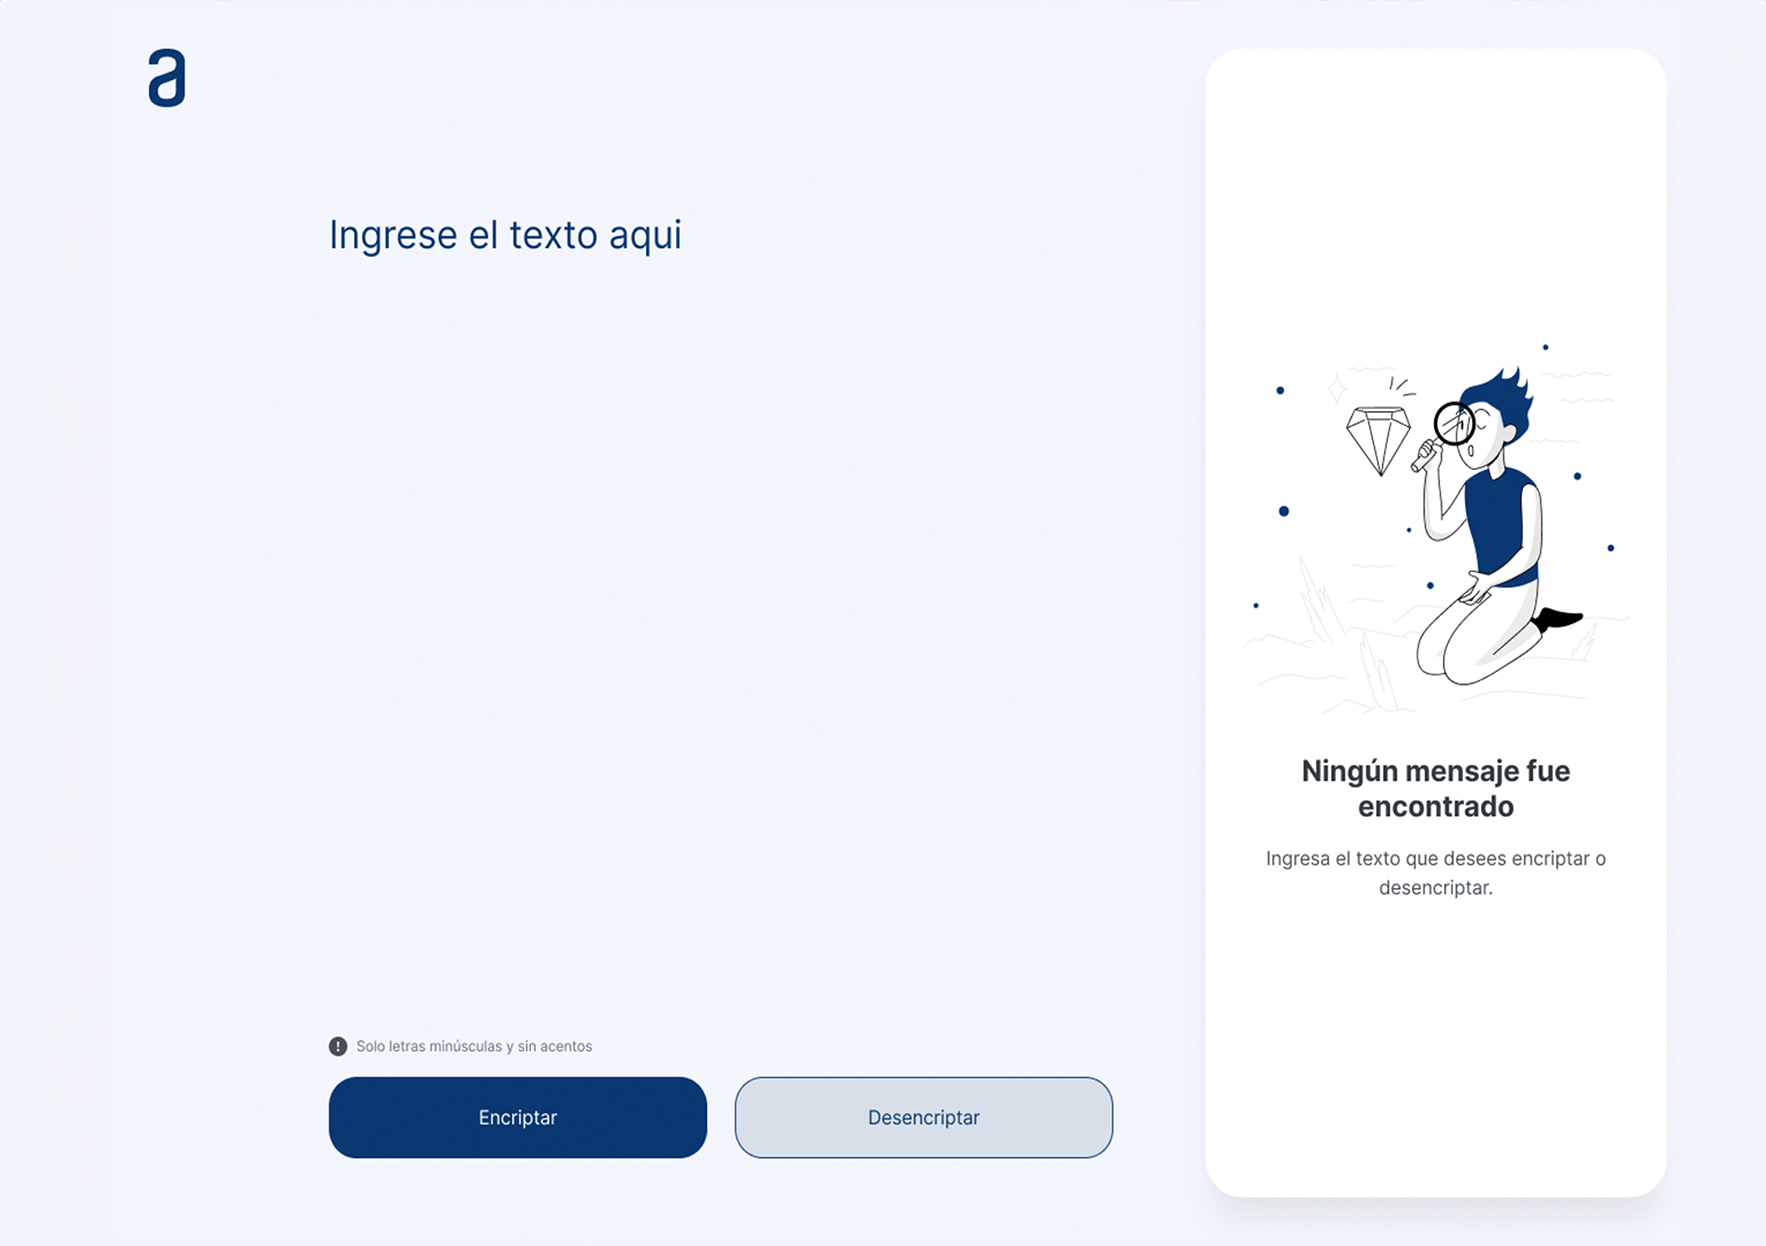 a
Ingrese el texto aqui
Solo letras minúsculas y sin acentos
Encriptar
Desencriptar
Ningún mensaje fue
encontrado
Ingresa el texto que desees encriptar o
desencriptar.